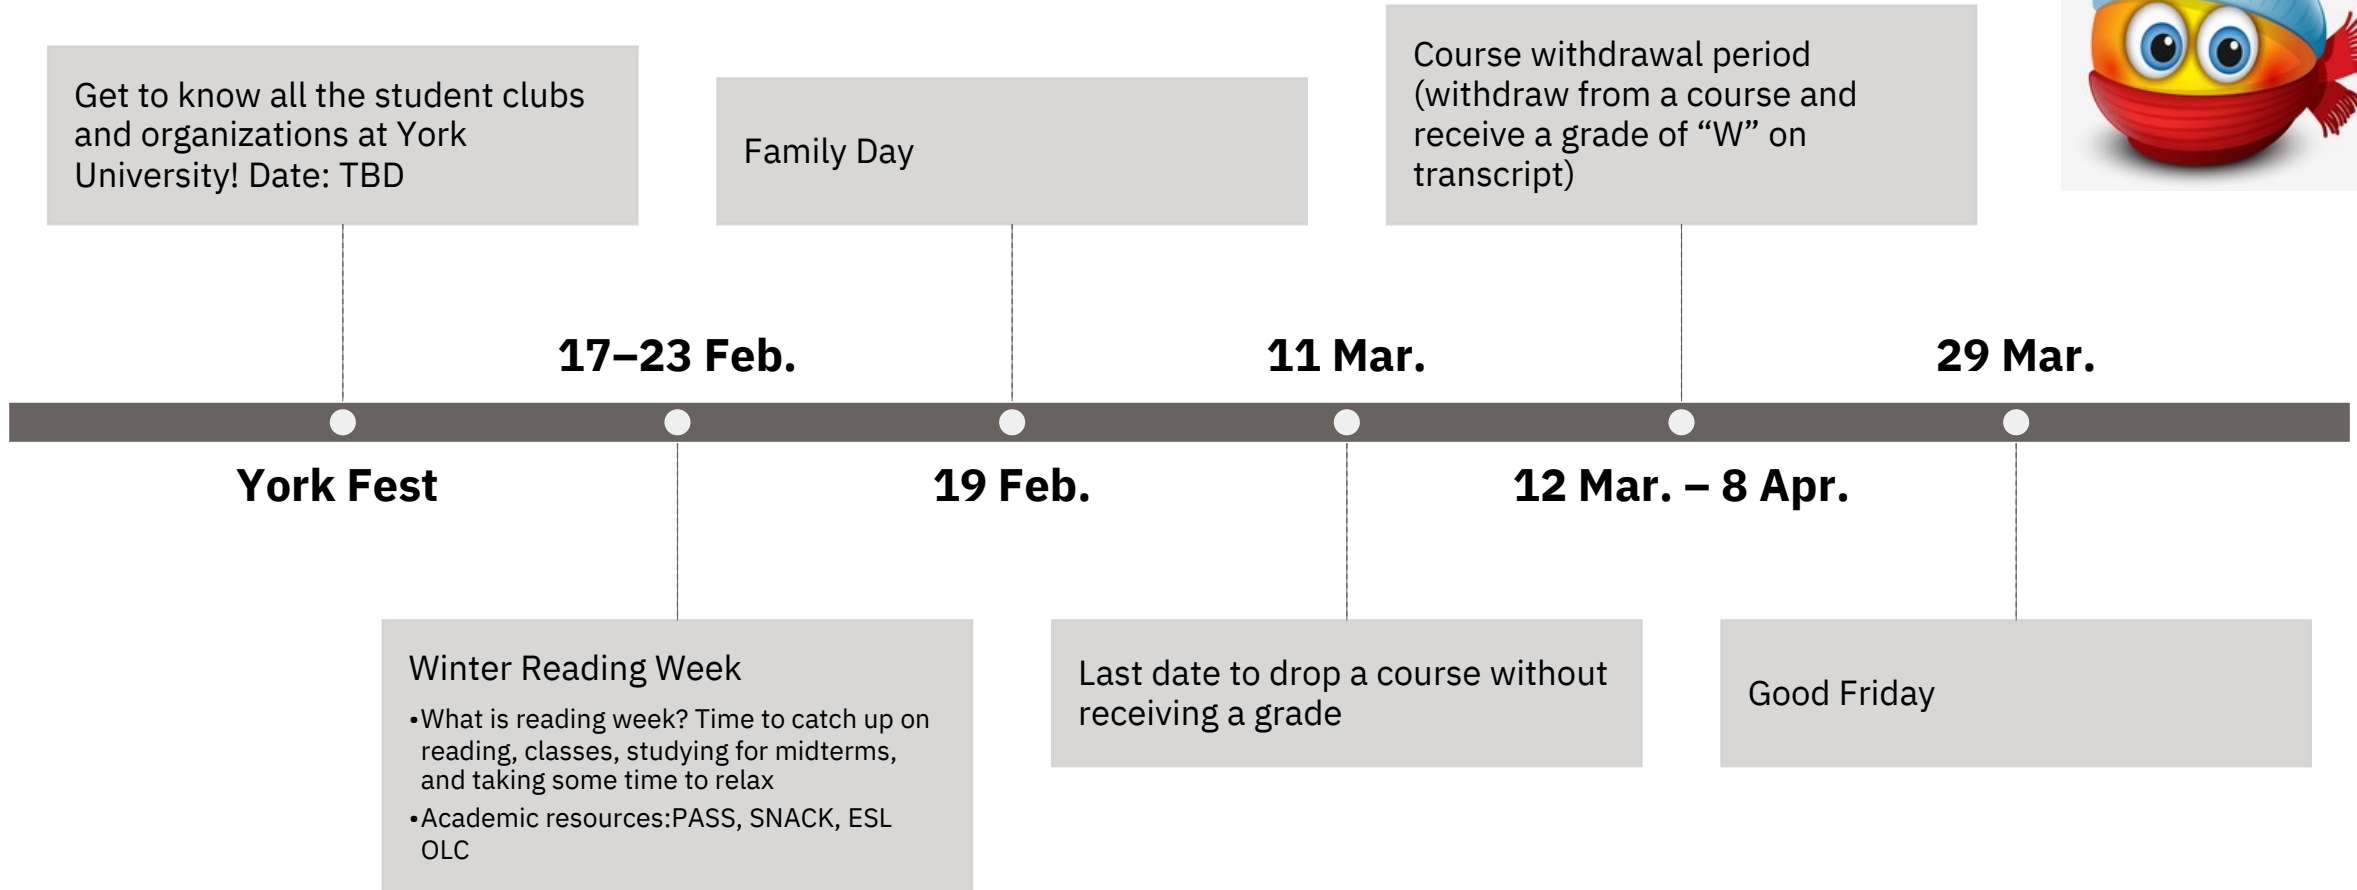 Get to know all the student clubs
and organizations at York
University! Date: TBD
York Fest
17–23 Feb.
Winter Reading Week
•What is reading week? Time to catch up on
reading, classes, studying for midterms,
and taking some time to relax
•Academic resources:PASS, SNACK, ESL
OLC
Family Day
19 Feb.
11 Mar.
Last date to drop a course without
receiving a grade
Course withdrawal period
(withdraw from a course and
receive a grade of “W” on
transcript)
12 Mar. – 8 Apr.
29 Mar.
Good Friday